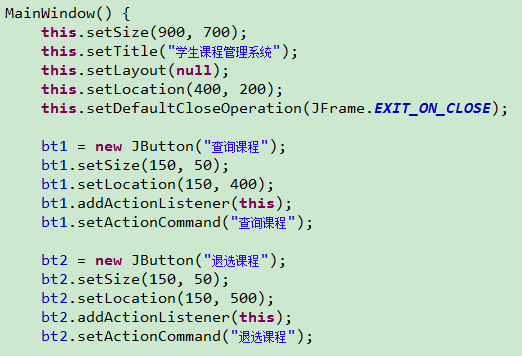 MainWindow() {
    this.setSize(900, 700);
    this.setTitle("学生课程管理系统");
    this.setLayout(null);
    this.setLocation(400, 200);
    this.setDefaultCloseOperation(JFrame.EXIT_ON_CLOSE);

    bt1 = new JButton("查询课程");
    bt1.setSize(150, 50);
    bt1.setLocation(150, 400);
    bt1.addActionListener(this);
    bt1.setActionCommand("查询课程");

    bt2 = new JButton("退选课程");
    bt2.setSize(150, 50);
    bt2.setLocation(150, 500);
    bt2.addActionListener(this);
    bt2.setActionCommand("退选课程");